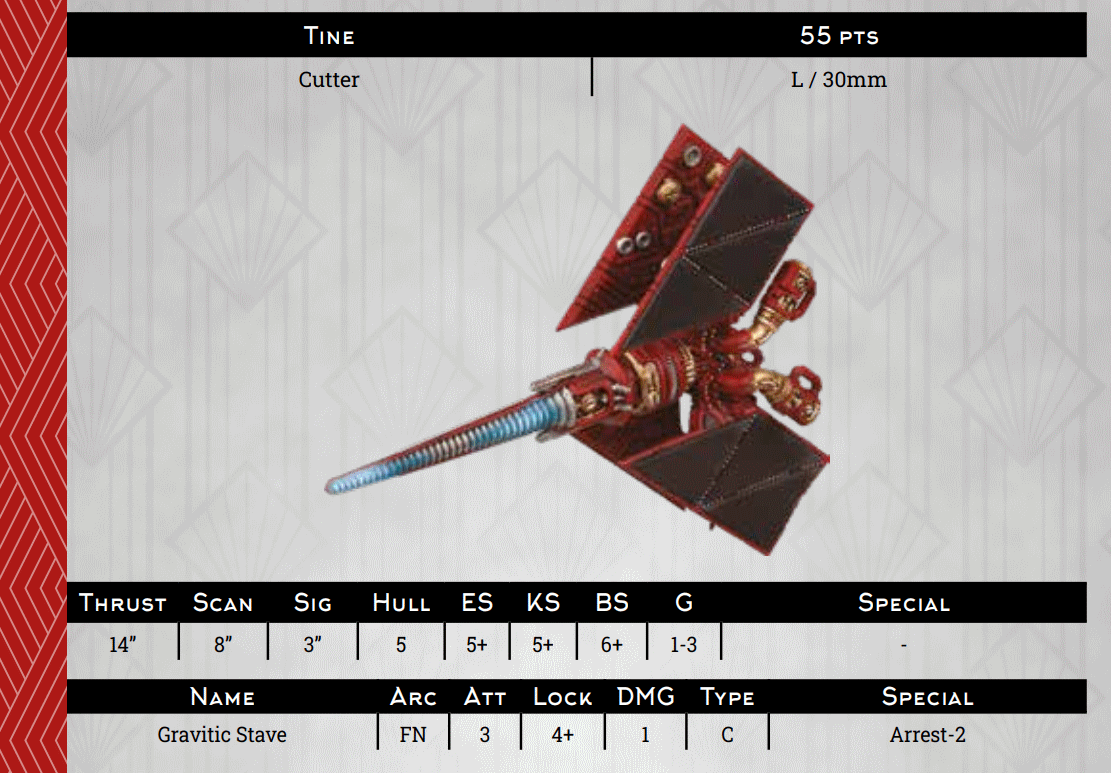 Tine 55 pts
Cutter L / 30mm
Thrust Scan Sig Hull ES KS BS G Special
14” 8” 3” 5 5+ 5+ 6+ 1-3 -
Name Arc Att Lock DMG Type Special
Gravitic Stave FN 3 4+ 1 C Arrest-2